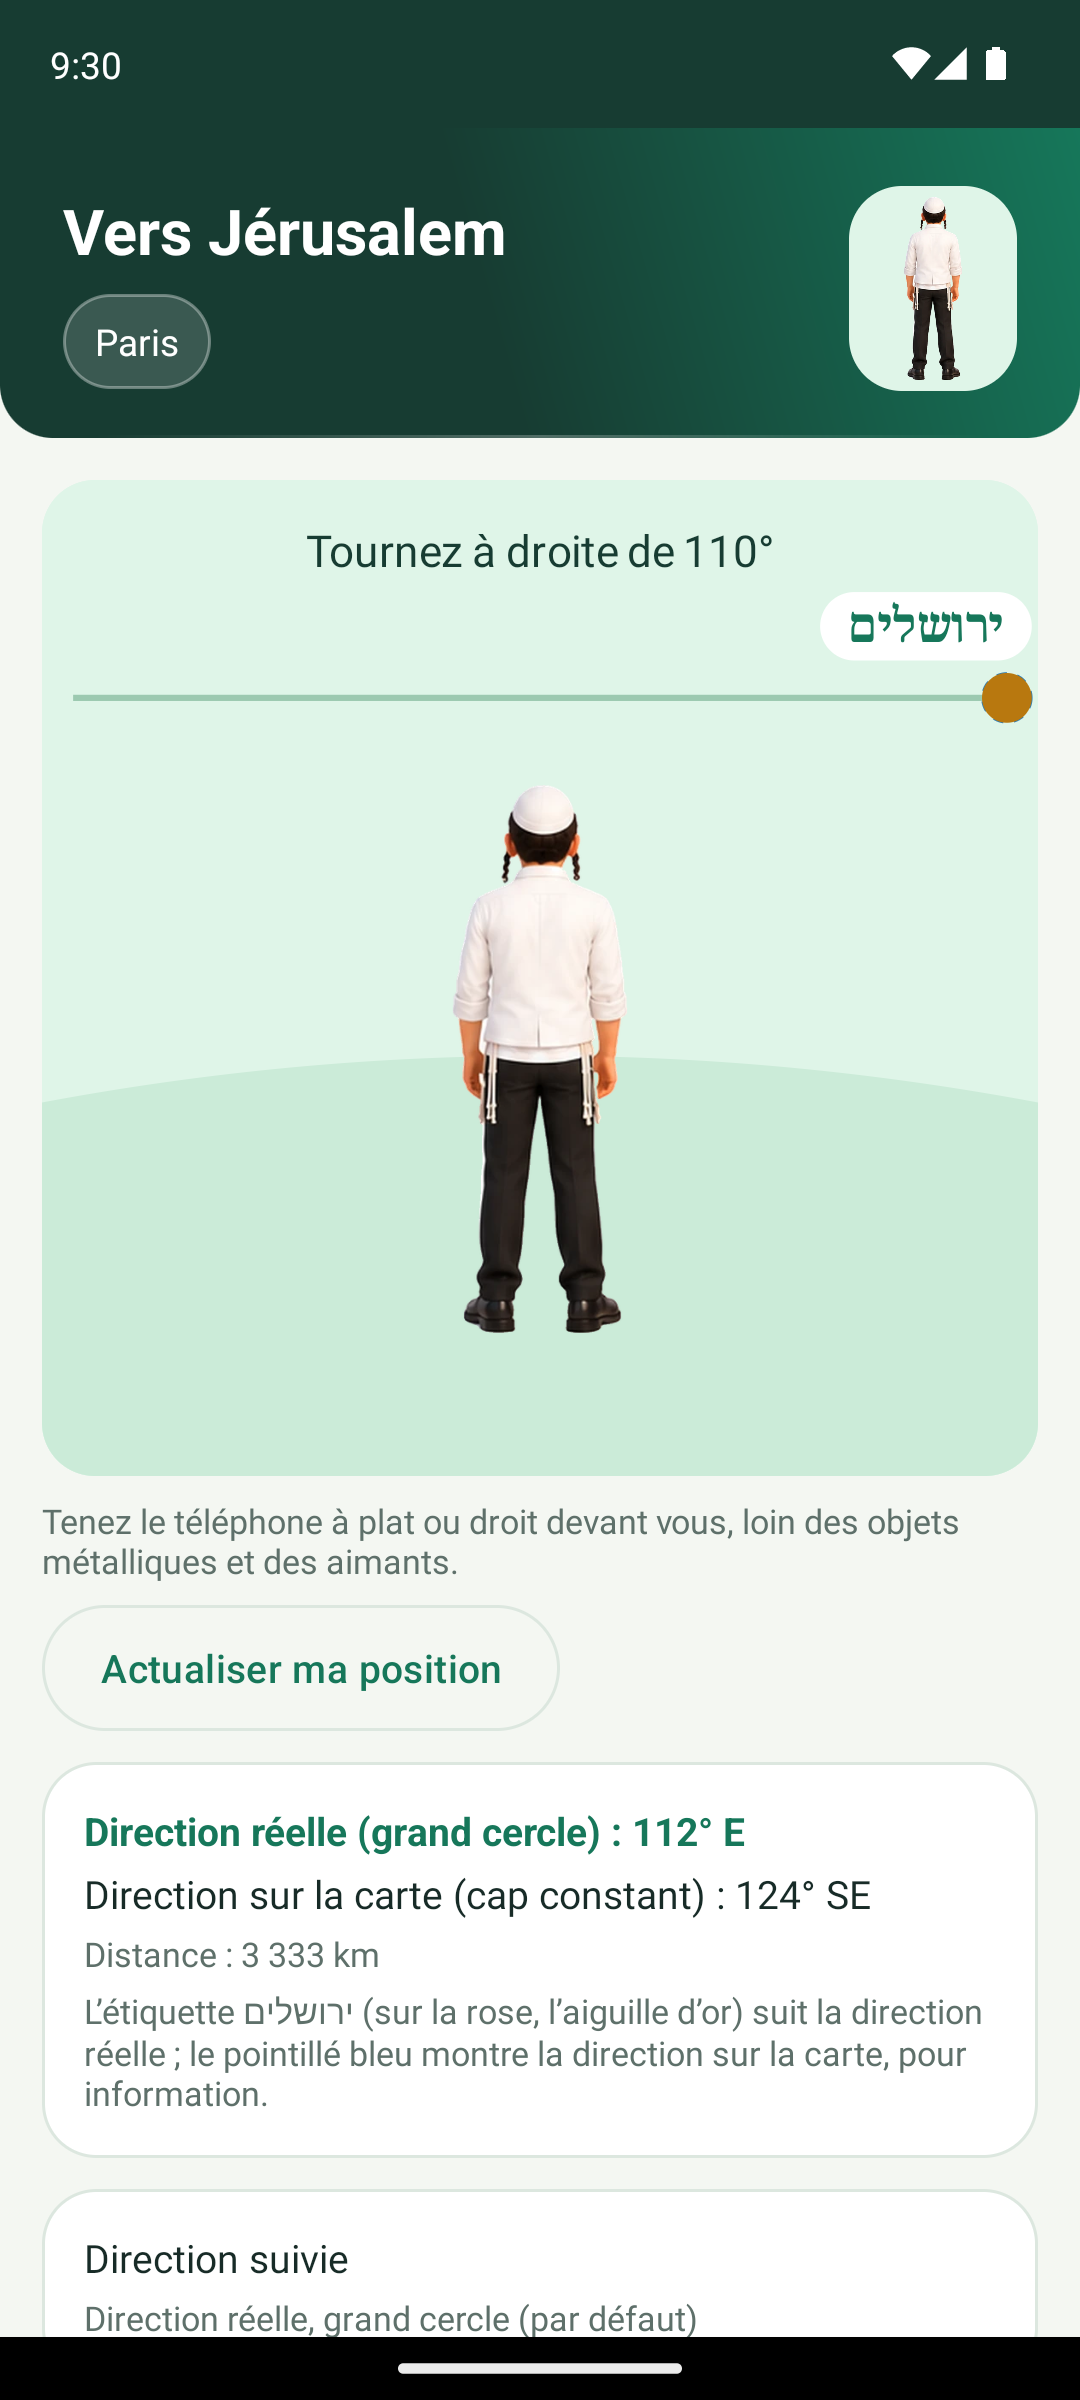 9:30
Vers Jérusalem
Paris
Tournez à droite de 110°
ירושלים
Tenez le téléphone à plat ou droit devant vous, loin des objets
métalliques et des aimants.
Actualiser ma position
Direction réelle (grand cercle) : 112° E
Direction sur la carte (cap constant) : 124° SE
Distance : 3 333 km
L’étiquette ירושלים (sur la rose, l’aiguille d’or) suit la direction
réelle ; le pointillé bleu montre la direction sur la carte, pour
information.
Direction suivie
Direction réelle, grand cercle (par défaut)